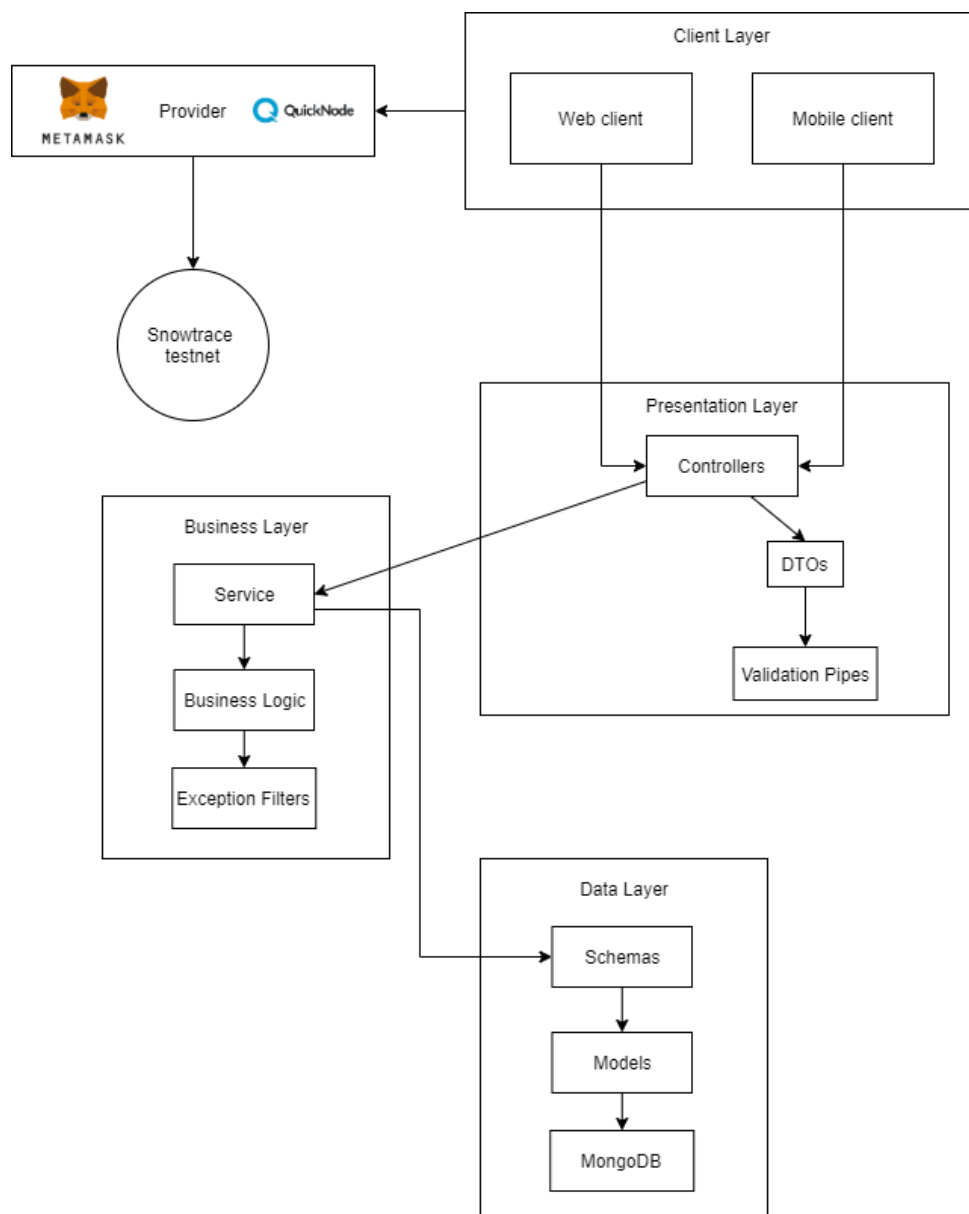 Client Layer
METAMASK
Provider
QuickNode
Web client
Mobile client
Snowtrace
testnet
Presentation Layer
Controllers
DTOs
Validation Pipes
Business Layer
Service
Business Logic
Exception Filters
Data Layer
Schemas
Models
MongoDB